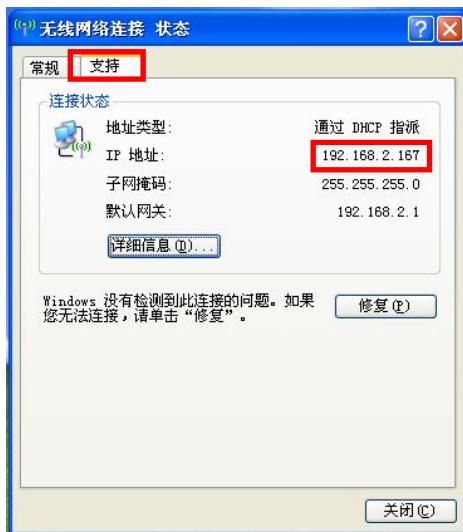 无线网络连接 状态
常规 支持
连接状态
地址类型: 通过 DHCP 指派
IP 地址: 192.168.2.167
子网掩码: 255.255.255.0
默认网关: 192.168.2.1
详细信息(D)...
Windows 没有检测到此连接的问题。如果
您无法连接，请单击“修复”。
修复(P)
关闭(C)